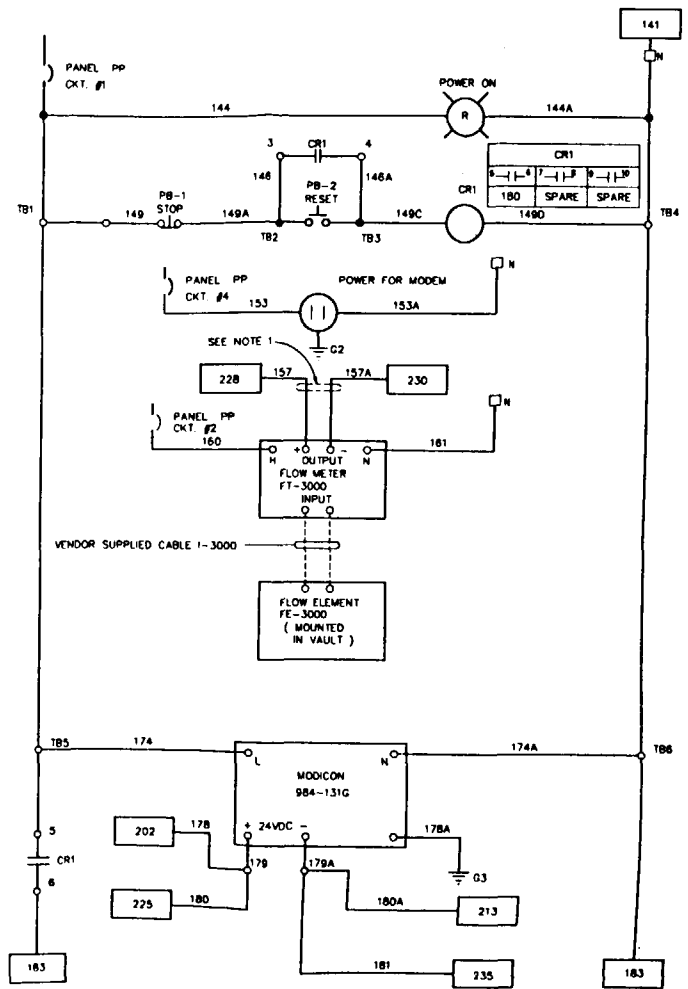 141
N
PANEL PP
CKT. #1
POWER ON
144
R
144A
3
CR1
4
146
146A
CR1
5 6 7 8 9 10
180 SPARE SPARE
PB-1
STOP
PB-2
RESET
CR1
TB1
149
149A
TB2
TB3
149C
149D
TB4
PANEL PP
CKT. #4
POWER FOR MODEM
N
153
153A
G2
SEE NOTE 1
228
157
157A
230
PANEL PP
CKT. #2
N
160
161
H + OUTPUT - N
FLOW METER
FT-3000
INPUT
VENDOR SUPPLIED CABLE 1-3000
FLOW ELEMENT
FE-3000
( MOUNTED
IN VAULT )
TB5
174
L
N
174A
TB6
MODICON
984-131G
+ 24VDC -
5
CR1
6
202
178
179
179A
178A
G3
225
180
180A
213
183
181
235
183